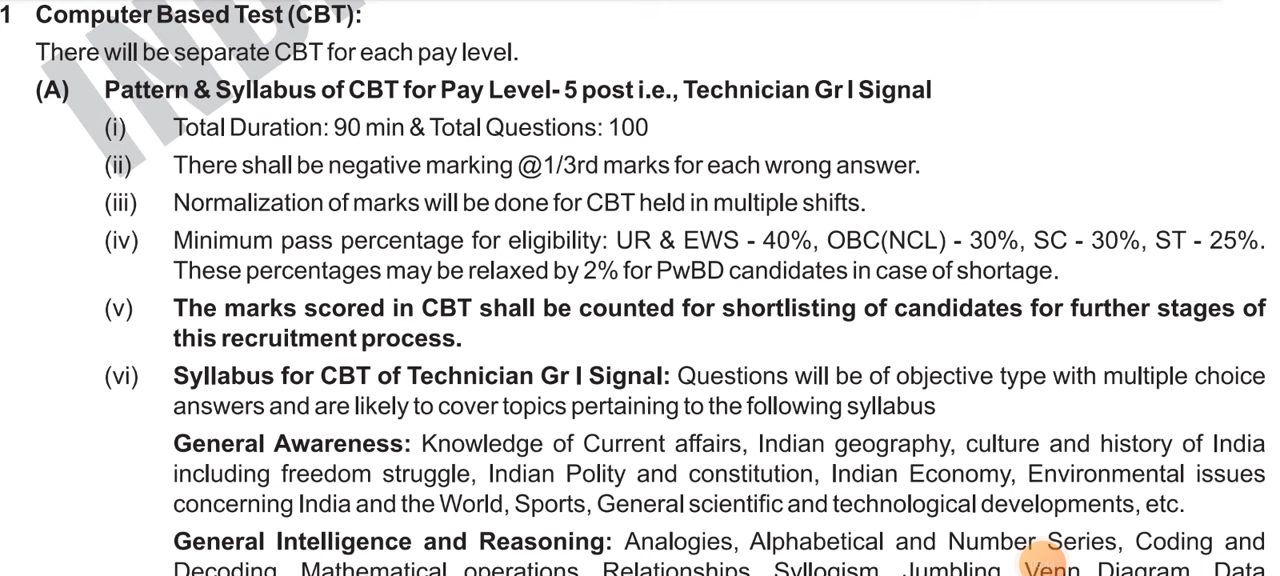 1 Computer Based Test (CBT):
There will be separate CBT for each pay level.
(A) Pattern & Syllabus of CBT for Pay Level- 5 post i.e., Technician Gr I Signal
(i) Total Duration: 90 min & Total Questions: 100
(ii) There shall be negative marking @1/3rd marks for each wrong answer.
(iii) Normalization of marks will be done for CBT held in multiple shifts.
(iv) Minimum pass percentage for eligibility: UR & EWS - 40%, OBC(NCL) - 30%, SC - 30%, ST - 25%.
These percentages may be relaxed by 2% for PwBD candidates in case of shortage.
(v) The marks scored in CBT shall be counted for shortlisting of candidates for further stages of
this recruitment process.
(vi) Syllabus for CBT of Technician Gr I Signal: Questions will be of objective type with multiple choice
answers and are likely to cover topics pertaining to the following syllabus
General Awareness: Knowledge of Current affairs, Indian geography, culture and history of India
including freedom struggle, Indian Polity and constitution, Indian Economy, Environmental issues
concerning India and the World, Sports, General scientific and technological developments, etc.
General Intelligence and Reasoning: Analogies, Alphabetical and Number Series, Coding and
Decoding, Mathematical operations, Relationships, Syllogism, Jumbling, Venn Diagram, Data